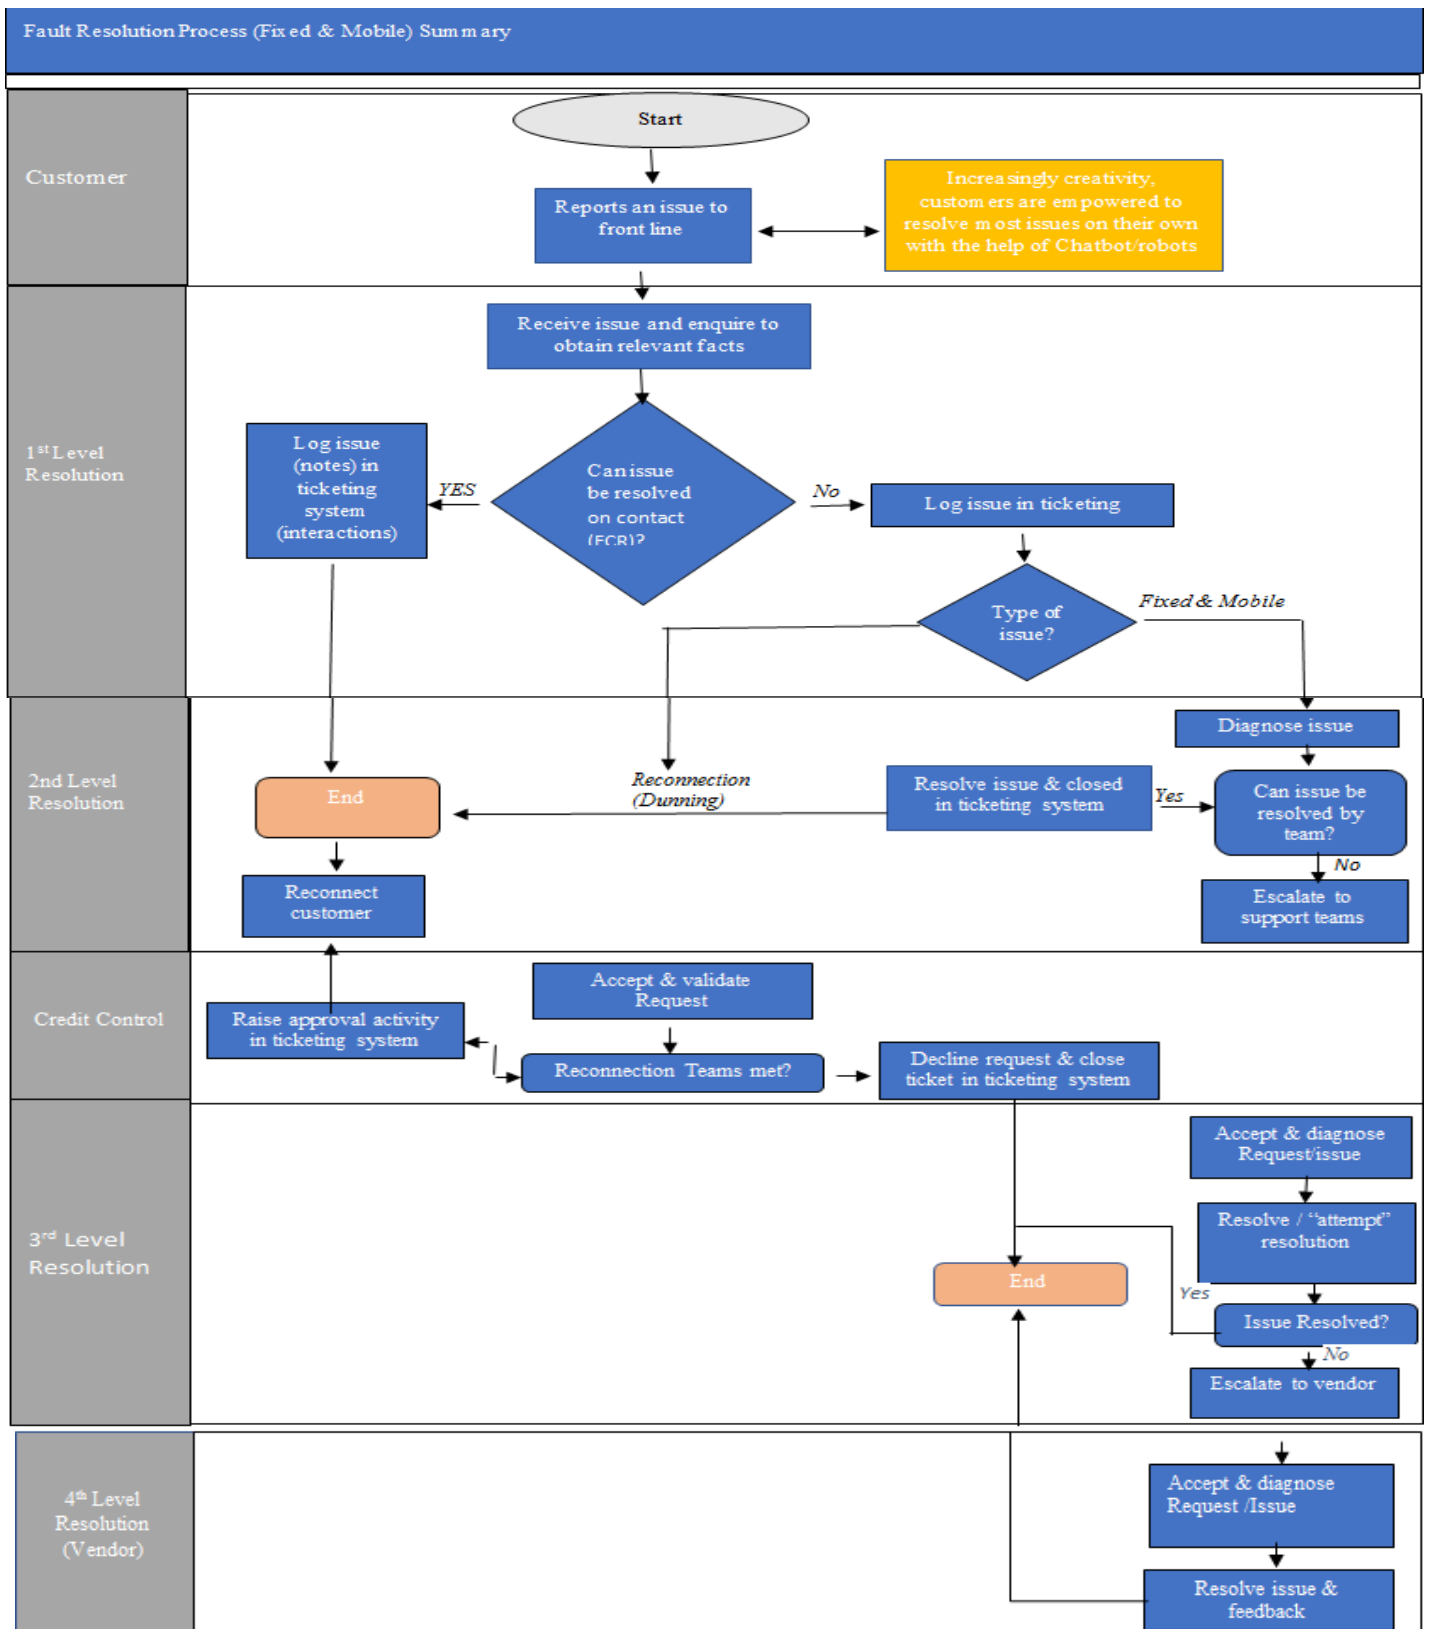 Fault Resolution Process (Fixed & Mobile) Summary
Customer
Start
Reports an issue to
front line
Increasingly creativity,
customers are empowered to
resolve most issues on their own
with the help of Chatbot/robots
1st Level
Resolution
Receive issue and enquire to
obtain relevant facts
Log issue
(notes) in
ticketing
system
(interactions)
YES
Can issue
be resolved
on contact
(FCR)?
No
Log issue in ticketing
Type of
issue?
Fixed & Mobile
2nd Level
Resolution
Diagnose issue
End
Reconnection
(Dunning)
Resolve issue & closed
in ticketing system
Yes
Can issue be
resolved by
team?
No
Reconnect
customer
Escalate to
support teams
Credit Control
Accept & validate
Request
Raise approval activity
in ticketing system
Reconnection Teams met?
Decline request & close
ticket in ticketing system
3rd Level
Resolution
Accept & diagnose
Request/issue
Resolve / “attempt”
resolution
End
Yes
Issue Resolved?
No
Escalate to vendor
4th Level
Resolution
(Vendor)
Accept & diagnose
Request /Issue
Resolve issue &
feedback